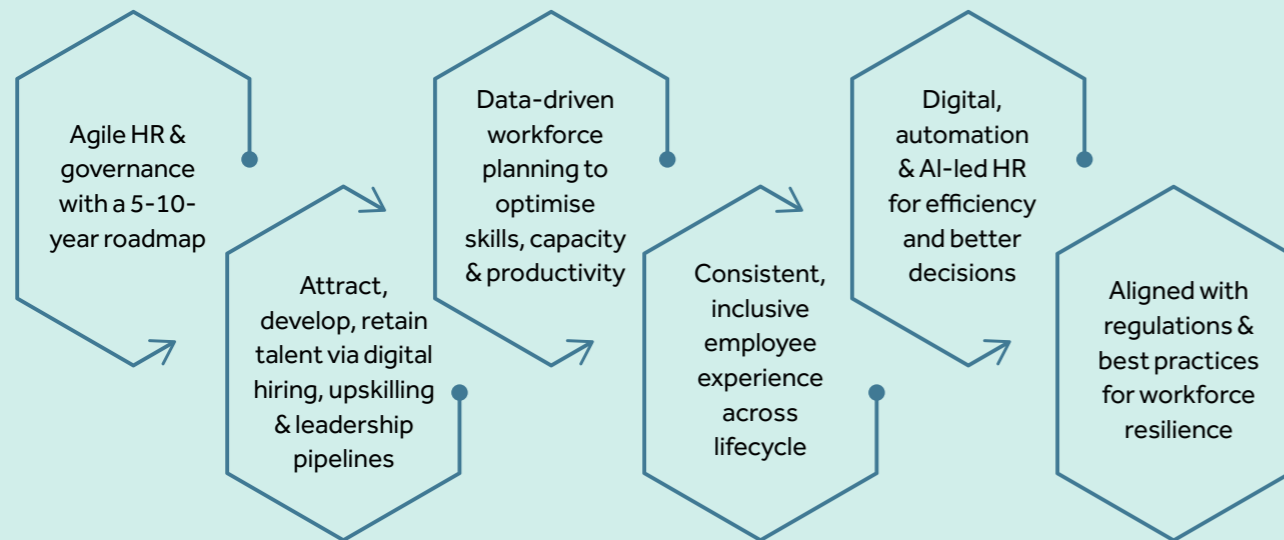 Agile HR &
governance
with a 5-10-
year roadmap
Attract,
develop, retain
talent via digital
hiring, upskilling
& leadership
pipelines
Data-driven
workforce
planning to
optimise
skills, capacity
& productivity
Consistent,
inclusive
employee
experience
across
lifecycle
Digital,
automation
& AI-led HR
for efficiency
and better
decisions
Aligned with
regulations &
best practices
for workforce
resilience